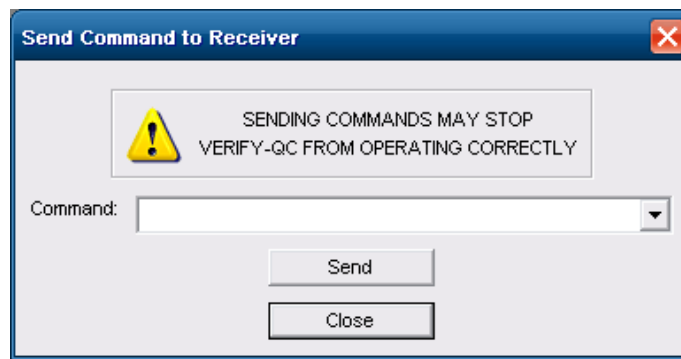 Send Command to Receiver
SENDING COMMANDS MAY STOP
VERIFY-QC FROM OPERATING CORRECTLY
Command:
Send
Close